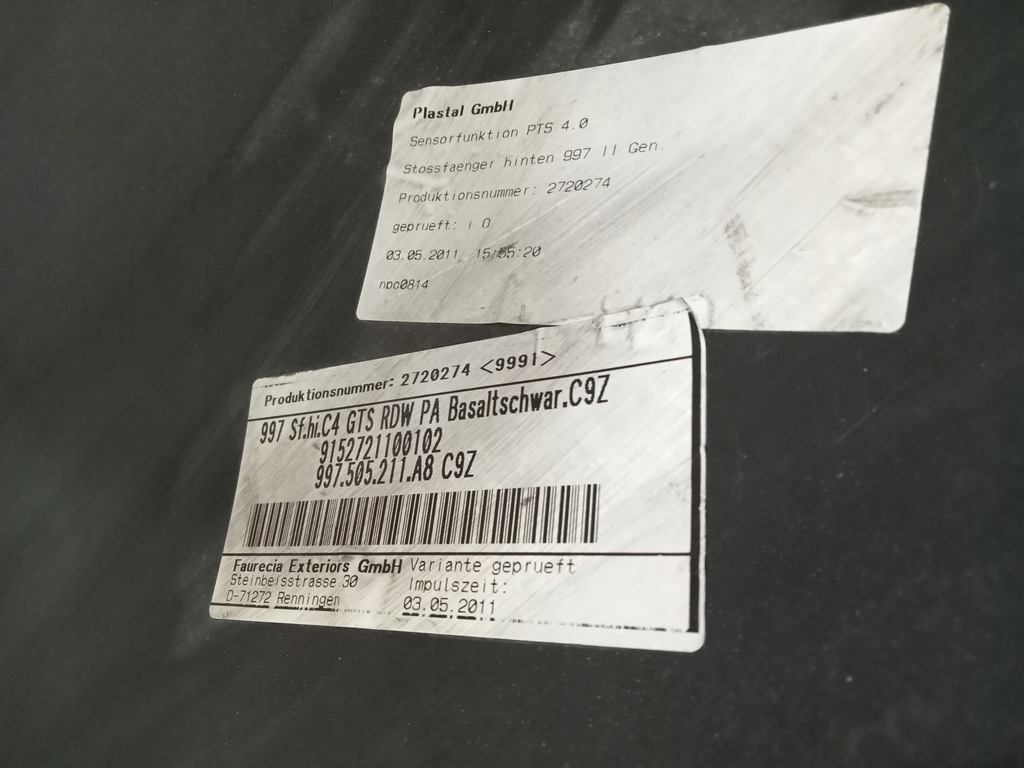 Plastal GmbH
Sensorfunktion PTS 4.0
Stossfaenger hinten 997 II Gen.
Produktionsnummer: 2720274
geprueft: i O
03.05.2011 15:55:20
npc0814
Produktionsnummer: 2720274 <9991>
997 Sf.hi.C4 GTS RDW PA Basaltschwar.C9Z
9152721100102
997.505.211.A8 C9Z
Faurecia Exteriors GmbH
Steinbeisstrasse 30
D-71272 Renningen
Variante geprueft
Impulszeit:
03.05.2011